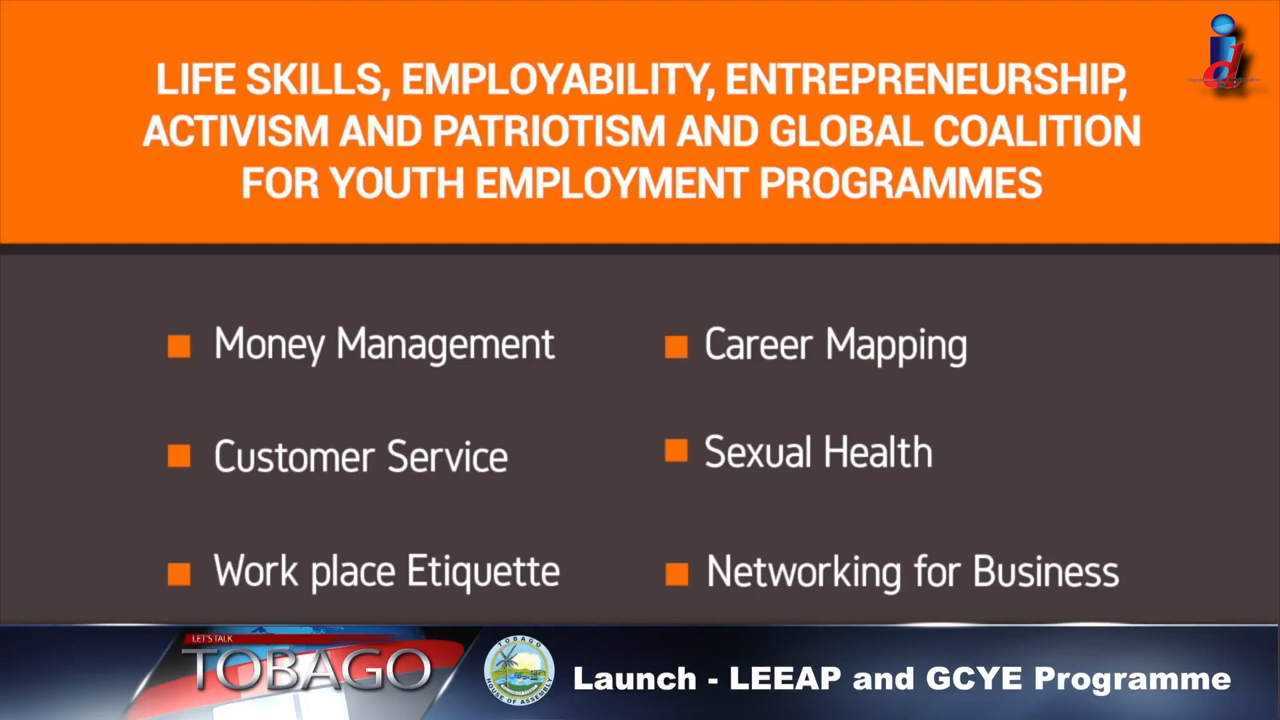 LIFE SKILLS, EMPLOYABILITY, ENTREPRENEURSHIP,
ACTIVISM AND PATRIOTISM AND GLOBAL COALITION
FOR YOUTH EMPLOYMENT PROGRAMMES
Money Management
Career Mapping
Customer Service
Sexual Health
Work place Etiquette
Networking for Business
LET'S TALK
TOBAGO
TOBAGO
HOUSE OF ASSEMBLY
Launch - LEEAP and GCYE Programme
id